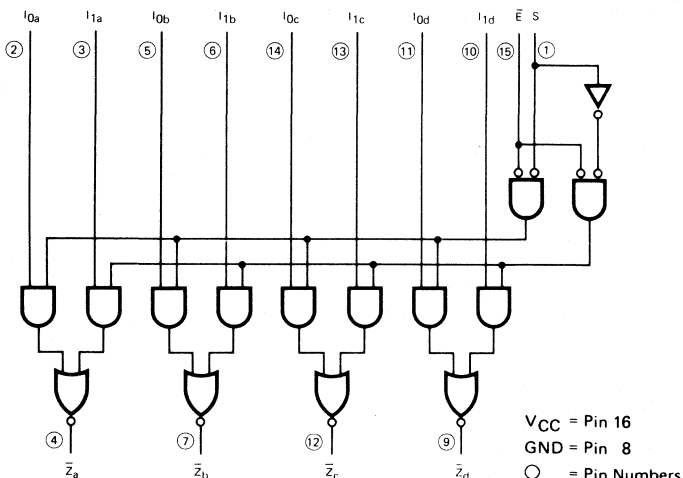 I0a I1a I0b I1b I0c I1c I0d I1d E̅ S
2 3 5 6 14 13 11 10 15 1
4 7 12 9
Z̅a Z̅b Z̅c Z̅d
VCC = Pin 16
GND = Pin 8
○ = Pin Numbers